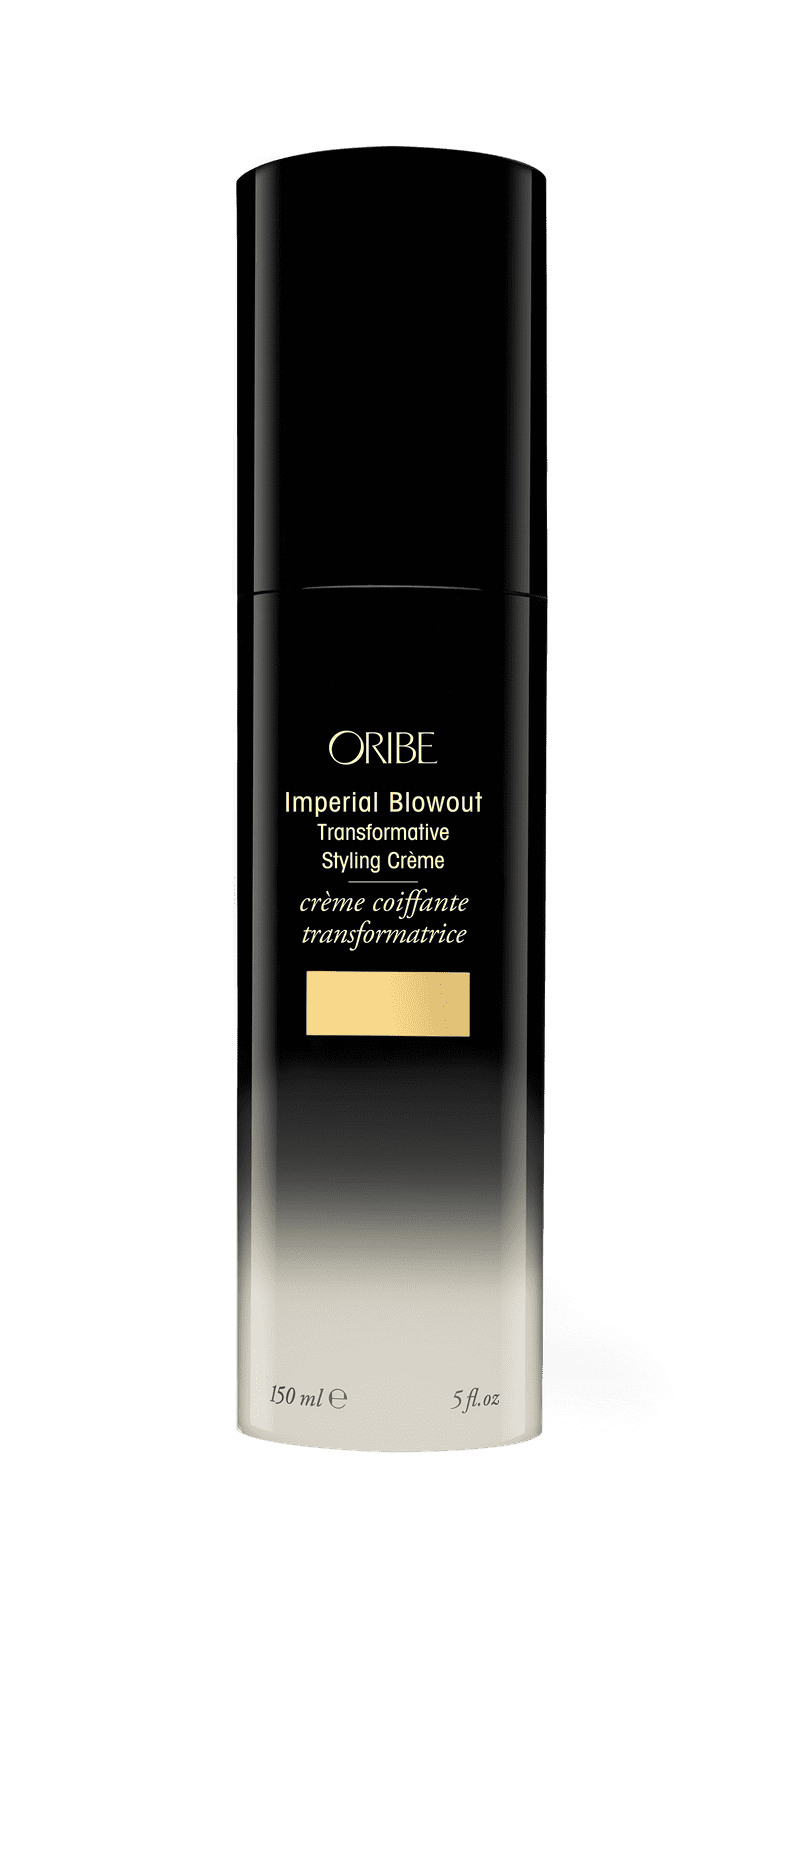 ORIBE
Imperial Blowout
Transformative
Styling Crème
crème coiffante
transformatrice
150 ml ℮ 5 fl.oz